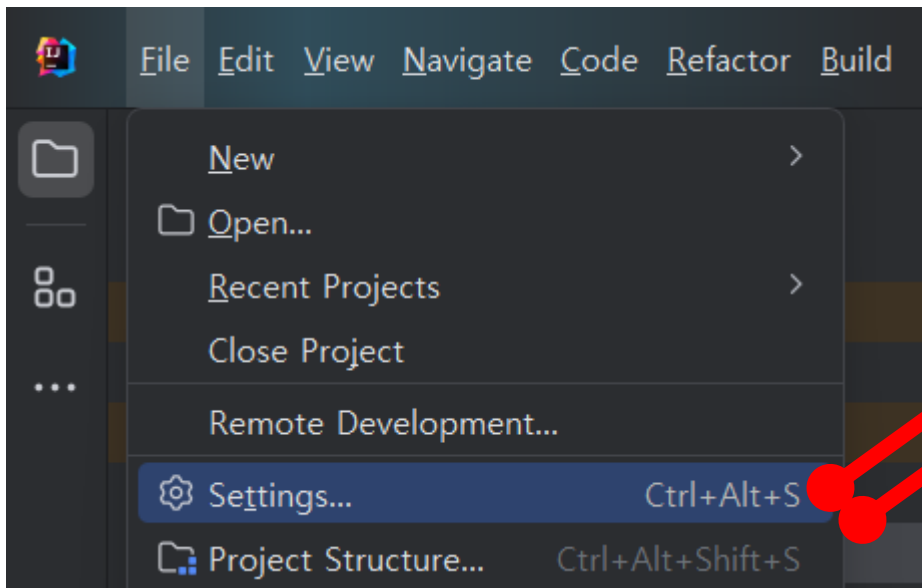 IJ
File Edit View Navigate Code Refactor Build
New
Open...
Recent Projects
Close Project
Remote Development...
Settings... Ctrl+Alt+S
Project Structure... Ctrl+Alt+Shift+S